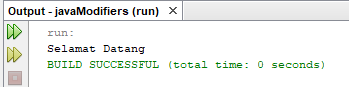 Output - javaModifiers (run)
run:
Selamat Datang
BUILD SUCCESSFUL (total time: 0 seconds)